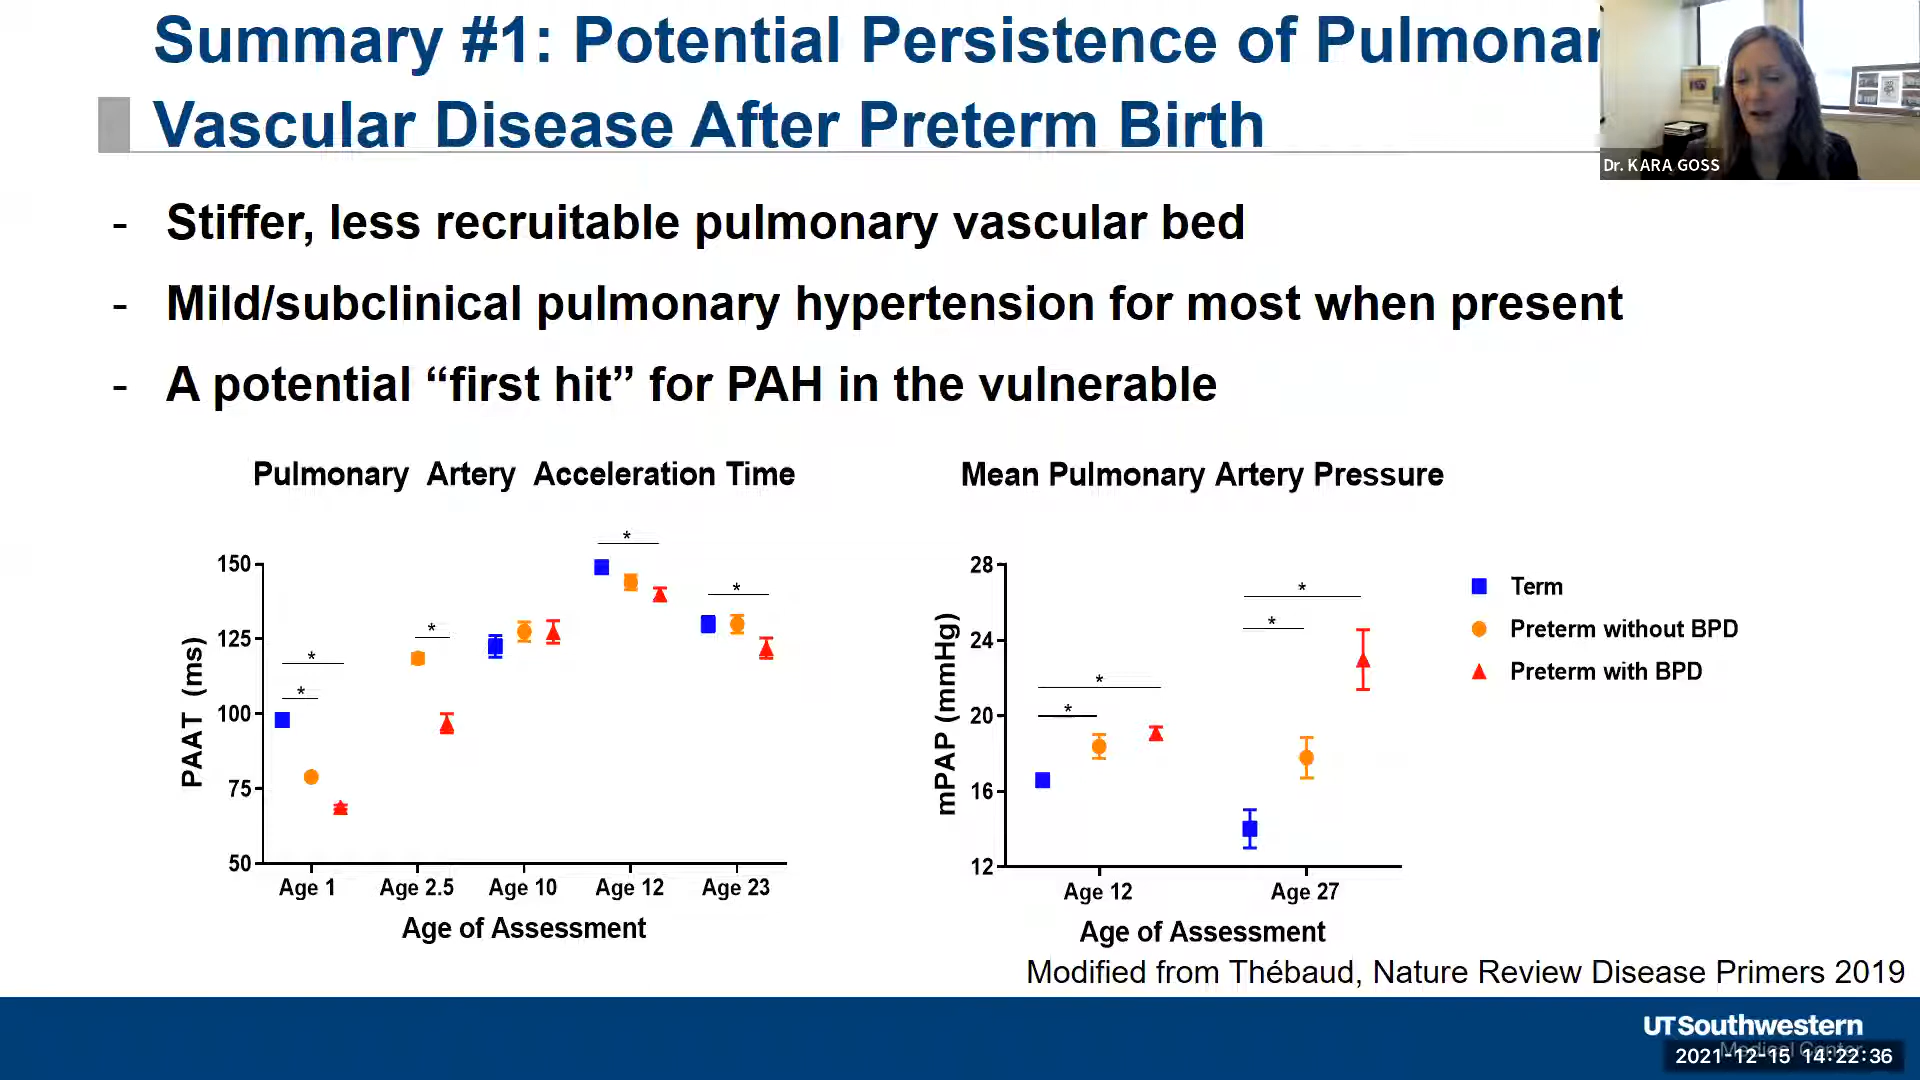 Summary #1: Potential Persistence of Pulmonar
Vascular Disease After Preterm Birth
Dr. KARA GOSS
- Stiffer, less recruitable pulmonary vascular bed
- Mild/subclinical pulmonary hypertension for most when present
- A potential “first hit” for PAH in the vulnerable
Pulmonary Artery Acceleration Time
150
125
100
75
50
PAAT (ms)
*
*
*
*
*
Age 1
Age 2.5
Age 10
Age 12
Age 23
Age of Assessment
Mean Pulmonary Artery Pressure
28
24
20
16
12
mPAP (mmHg)
*
*
*
*
Age 12
Age 27
Age of Assessment
Term
Preterm without BPD
Preterm with BPD
Modified from Thébaud, Nature Review Disease Primers 2019
UTSouthwestern
Medical Center
2021-12-15 14:22:36